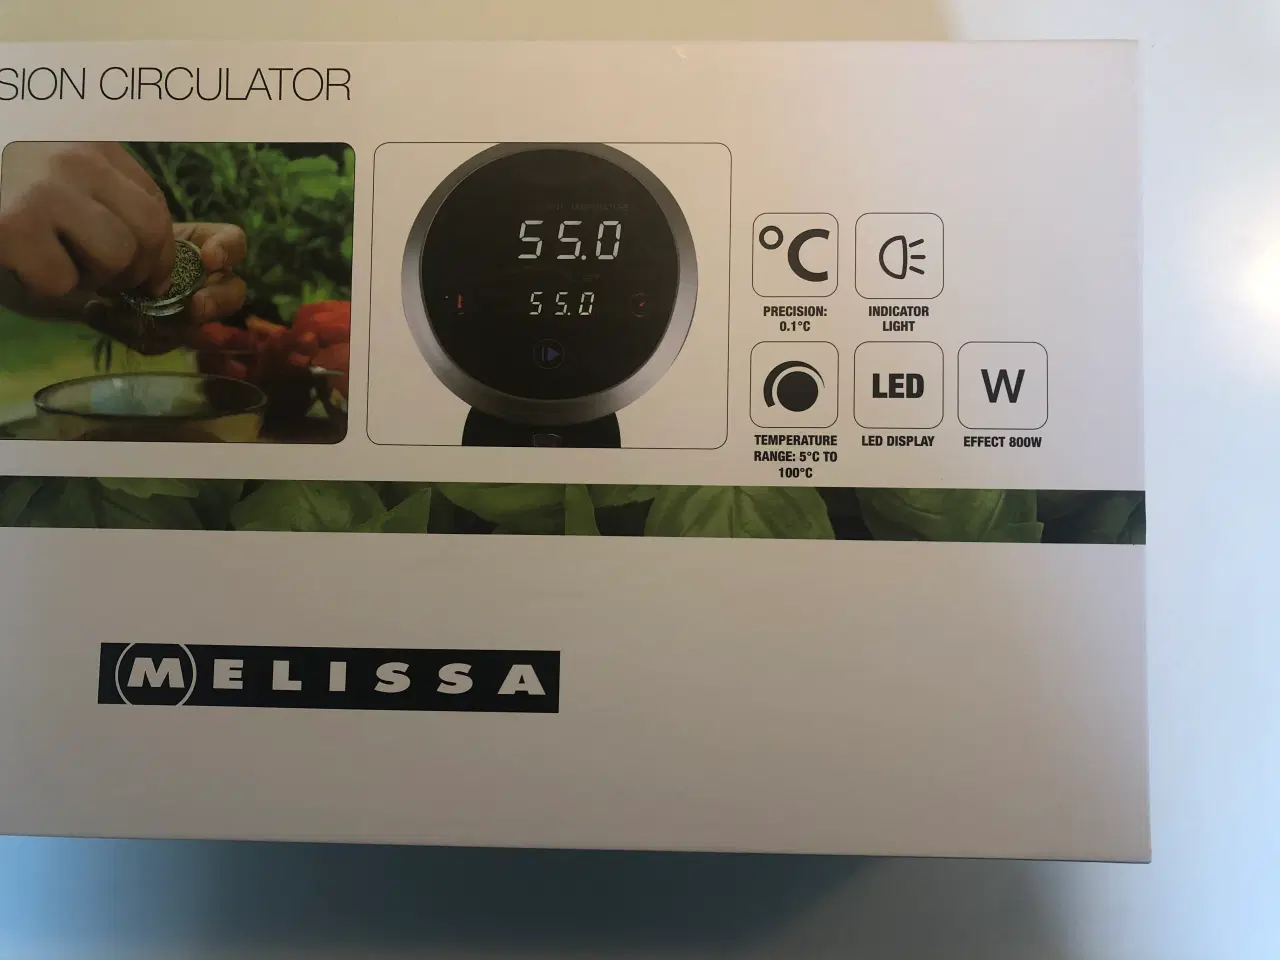 SION CIRCULATOR
55.0
55.0
°C
PRECISION:
0.1°C
INDICATOR
LIGHT
TEMPERATURE
RANGE: 5°C TO
100°C
LED
LED DISPLAY
W
EFFECT 800W
MELISSA